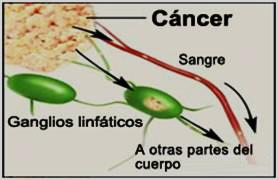 Cáncer
Sangre
Ganglios linfáticos
A otras partes del
cuerpo